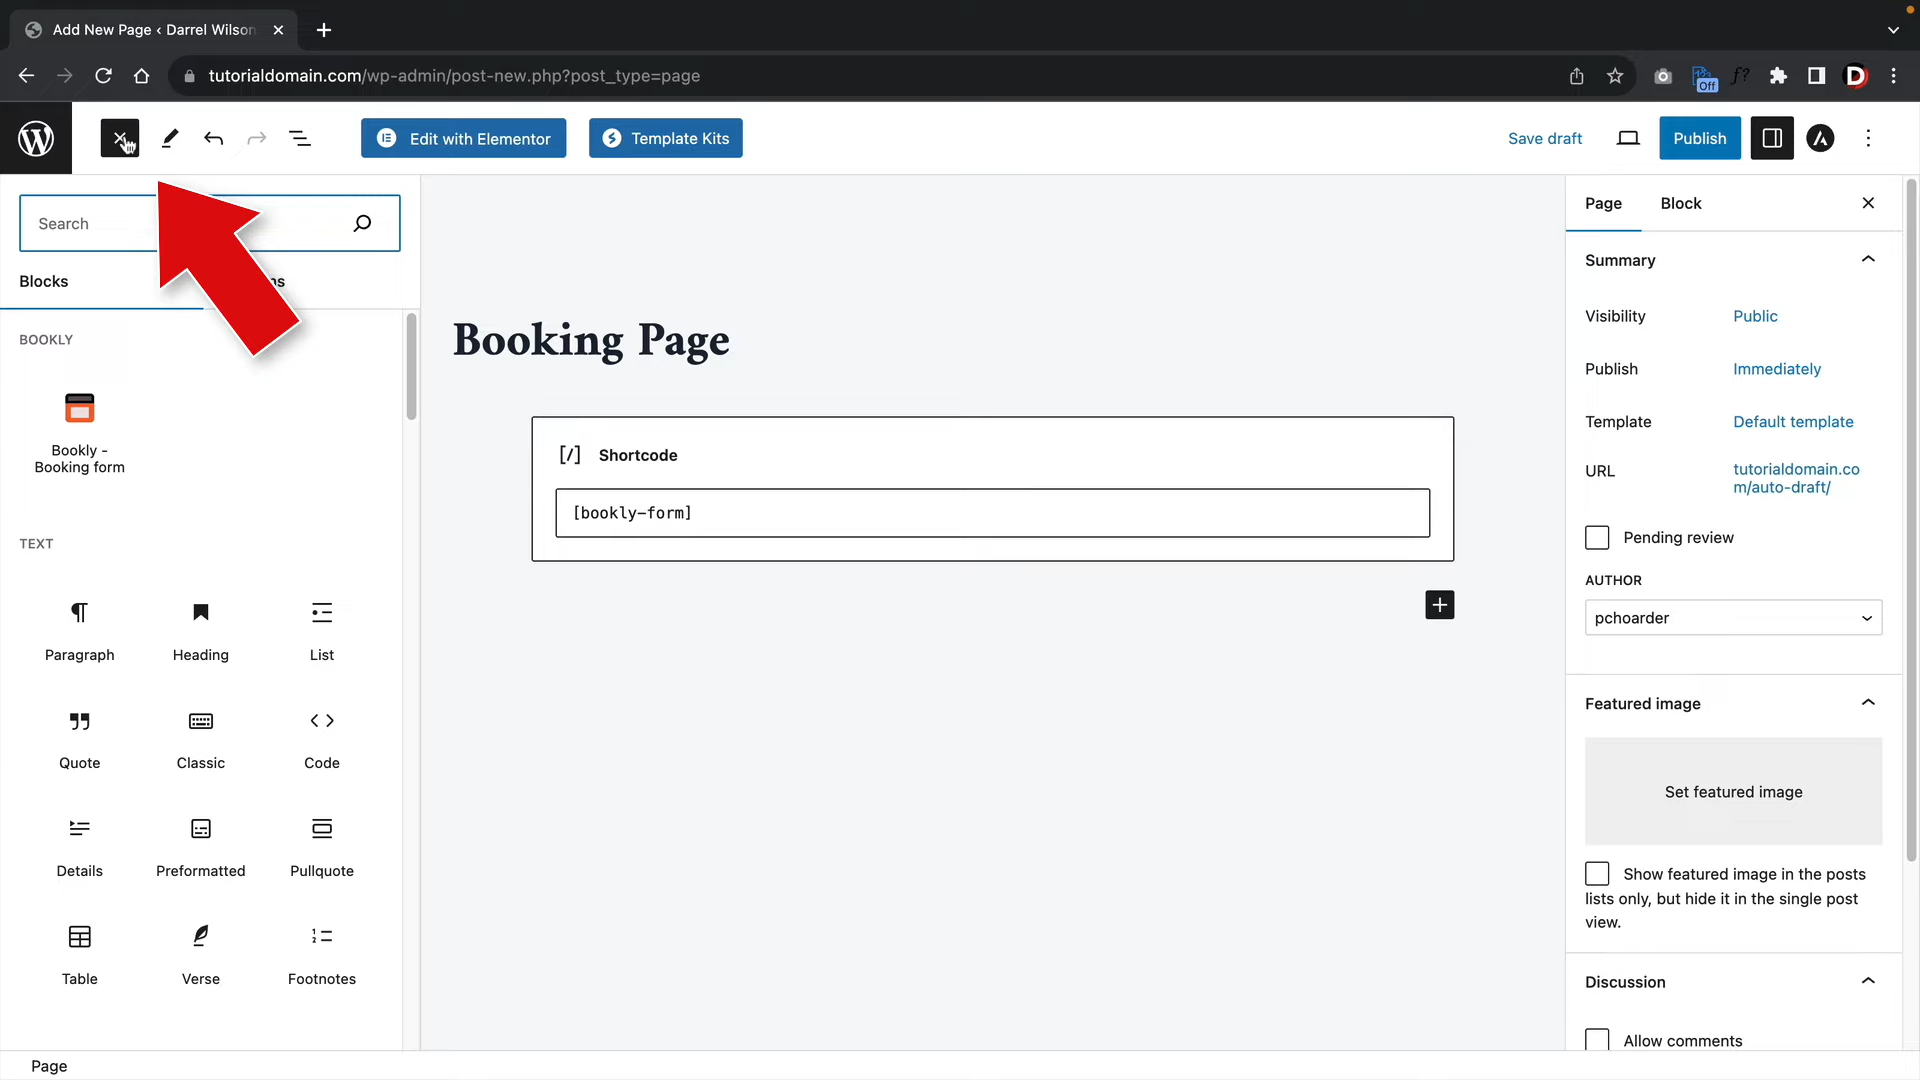 Add New Page ‹ Darrel Wilson
tutorialdomain.com/wp-admin/post-new.php?post_type=page
Off
f?
D
Edit with Elementor
Template Kits
Save draft
Publish
Search
Blocks
BOOKLY
Bookly -
Booking form
TEXT
Paragraph
Heading
List
Quote
Classic
Code
Details
Preformatted
Pullquote
Table
Verse
Footnotes
Booking Page
[/] Shortcode
[bookly-form]
Page
Block
Summary
Visibility
Public
Publish
Immediately
Template
Default template
URL
tutorialdomain.co
m/auto-draft/
Pending review
AUTHOR
pchoarder
Featured image
Set featured image
Show featured image in the posts
lists only, but hide it in the single post
view.
Discussion
Allow comments
Page